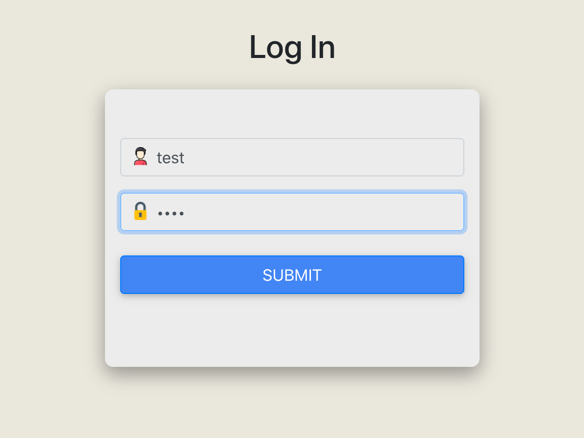 Log In
test
••••
SUBMIT